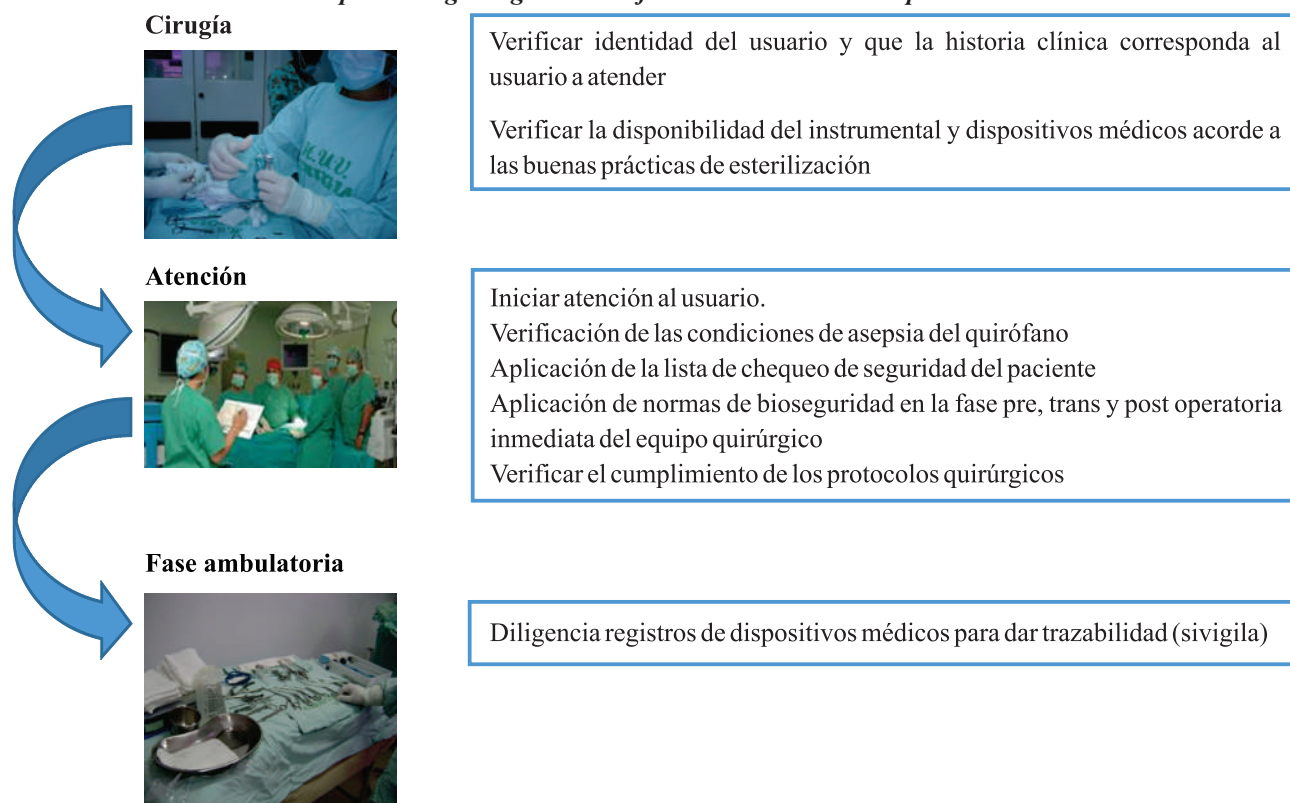 Cirugía
Verificar identidad del usuario y que la historia clínica corresponda al
usuario a atender
Verificar la disponibilidad del instrumental y dispositivos médicos acorde a
las buenas prácticas de esterilización
H.U.V.
Atención
Iniciar atención al usuario.
Verificación de las condiciones de asepsia del quirófano
Aplicación de la lista de chequeo de seguridad del paciente
Aplicación de normas de bioseguridad en la fase pre, trans y post operatoria
inmediata del equipo quirúrgico
Verificar el cumplimiento de los protocolos quirúrgicos
Fase ambulatoria
Diligencia registros de dispositivos médicos para dar trazabilidad (sivigila)